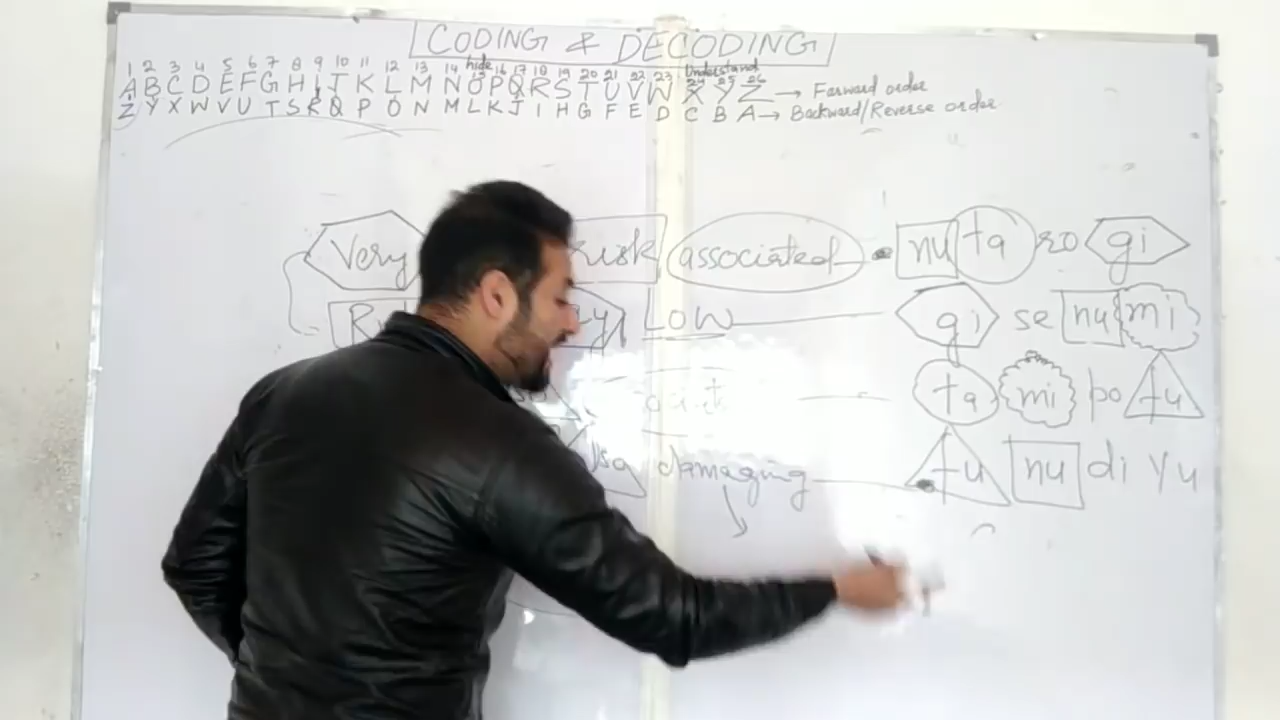 CODING & DECODING
1 2 3 4 5 6 7 8 9 10 11 12 13 14 15 16 17 18 19 20 21 22 23 24 25 26
hide Understand
A B C D E F G H I J K L M N O P Q R S T U V W X Y Z → Forward order
Z Y X W V U T S R Q P O N M L K J I H G F E D C B A → Backward/Reverse order
Very Risk associated nu ta ro gi
Low gi se nu mi
ta mi po fu
damaging fu nu di yu